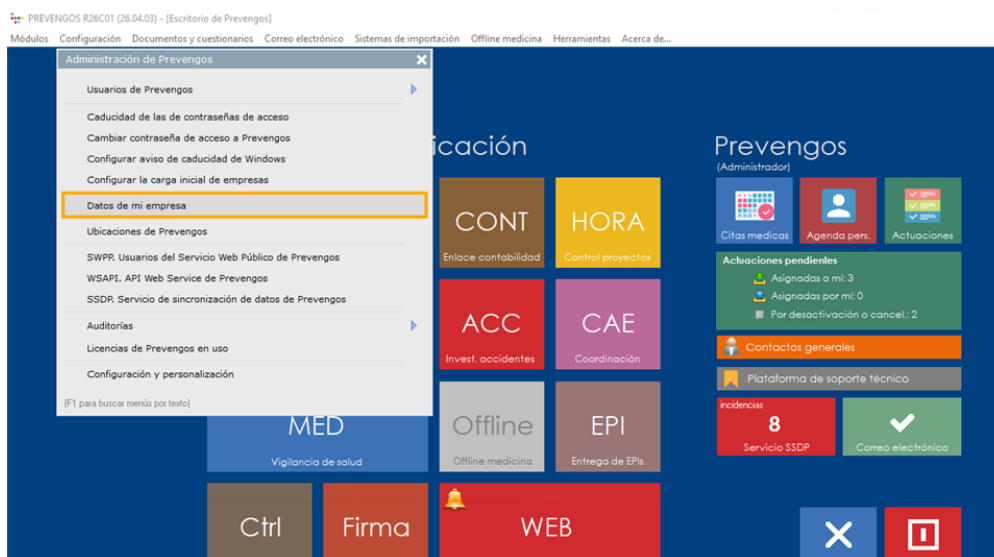 PREVENGOS R26C01 (26.04.03) - [Escritorio de Prevengos]
Módulos Configuración Documentos y cuestionarios Correo electrónico Sistemas de importación Offline medicina Herramientas Acerca de...
Administración de Prevengos
Usuarios de Prevengos
Caducidad de las de contraseñas de acceso
Cambiar contraseña de acceso a Prevengos
Configurar aviso de caducidad de Windows
Configurar la carga inicial de empresas
Datos de mi empresa
Ubicaciones de Prevengos
SWPP. Usuarios del Servicio Web Público de Prevengos
WSAPI. API Web Service de Prevengos
SSDP. Servicio de sincronización de datos de Prevengos
Auditorías
Licencias de Prevengos en uso
Configuración y personalización
(F1 para buscar menús por texto)
icación
CONT
Enlace contabilidad
HORA
Control proyectos
ACC
Invest. accidentes
CAE
Coordinación
MED
Vigilancia de salud
Offline
Offline medicina
EPI
Entrega de EPIs
Ctrl
Firma
WEB
Prevengos
(Administrador)
Citas medicas
Agenda pers.
Actuaciones
Actuaciones pendientes
Asignadas a mí: 3
Asignadas por mí: 0
Por desactivación o cancel.: 2
Contactos generales
Plataforma de soporte técnico
incidencias
8
Servicio SSDP
Correo electrónico